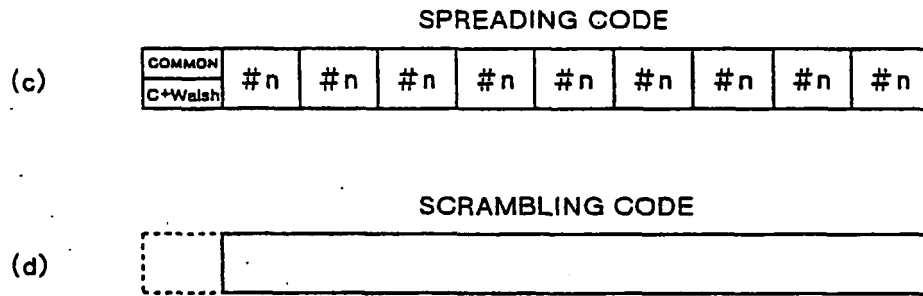 SPREADING CODE
(c) COMMON #n #n #n #n #n #n #n #n #n
C+Walsh
SCRAMBLING CODE
(d)